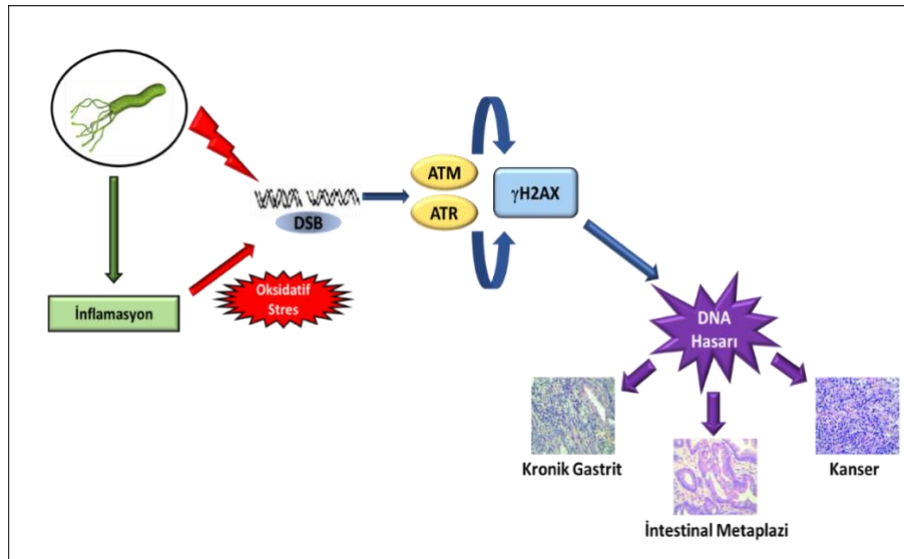 ATM
ATR
γH2AX
DSB
İnflamasyon
Oksidatif
Stres
DNA
Hasarı
Kronik Gastrit
İntestinal Metaplazi
Kanser